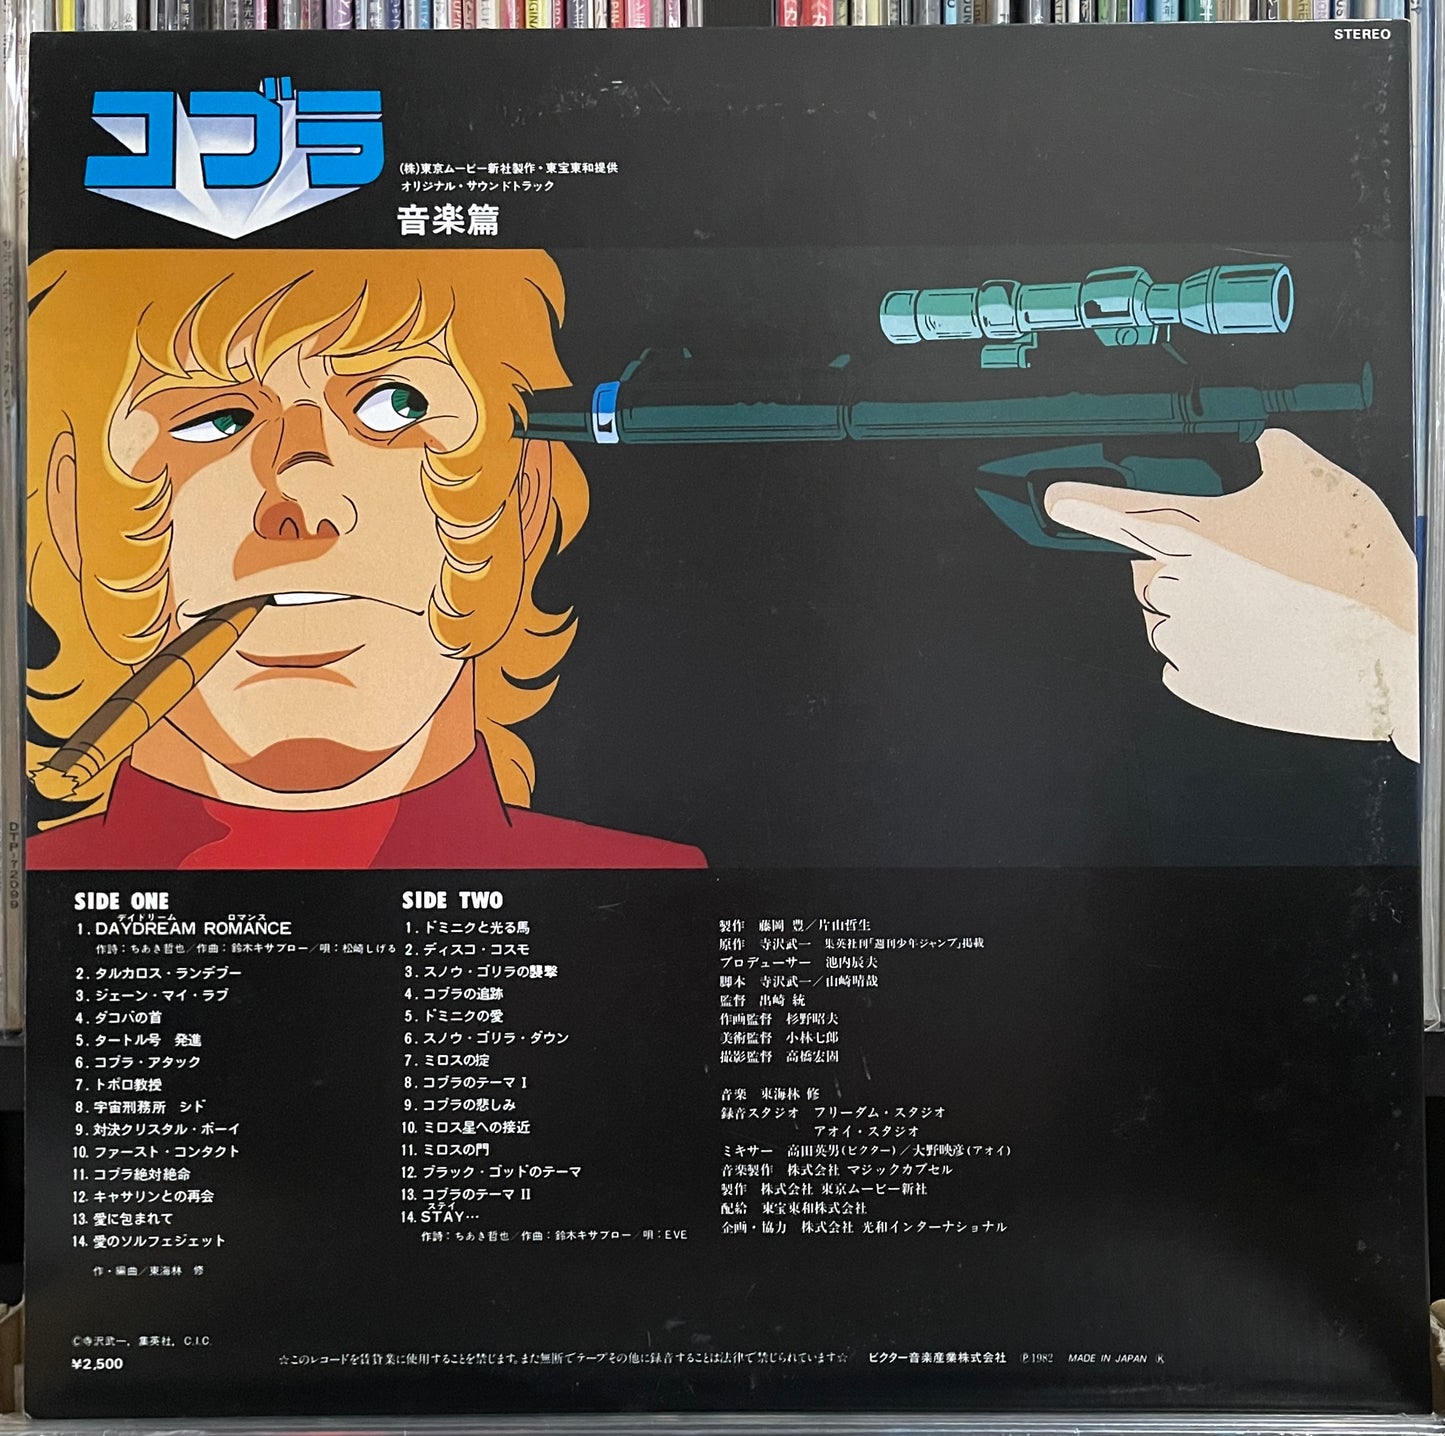 STEREO
コブラ
(株)東京ムービー新社製作・東宝東和提供
オリジナル・サウンドトラック
音楽篇
SIDE ONE
デイドリーム ロマンス
1. DAYDREAM ROMANCE
作詩：ちあき哲也／作曲：鈴木キサブロー／唄：松崎しげる
2. タルカロス・ランデブー
3. ジェーン・マイ・ラブ
4. ダコバの首
5. タートル号 発進
6. コブラ・アタック
7. トポロ教授
8. 宇宙刑務所 シド
9. 対決クリスタル・ボーイ
10. ファースト・コンタクト
11. コブラ絶対絶命
12. キャサリンとの再会
13. 愛に包まれて
14. 愛のソルフェジェット
作・編曲／東海林 修
SIDE TWO
1. ドミニクと光る馬
2. ディスコ・コスモ
3. スノウ・ゴリラの襲撃
4. コブラの追跡
5. ドミニクの愛
6. スノウ・ゴリラ・ダウン
7. ミロスの掟
8. コブラのテーマ I
9. コブラの悲しみ
10. ミロス星への接近
11. ミロスの門
12. ブラック・ゴッドのテーマ
13. コブラのテーマ II
ステイ
14. STAY…
作詩：ちあき哲也／作曲：鈴木キサブロー／唄：EVE
製作 藤岡 豊／片山哲生
原作 寺沢武一 集英社刊「週刊少年ジャンプ」掲載
プロデューサー 池内辰夫
脚本 寺沢武一／山崎晴哉
監督 出崎 統
作画監督 杉野昭夫
美術監督 小林七郎
撮影監督 高橋宏固
音楽 東海林 修
録音スタジオ フリーダム・スタジオ
アオイ・スタジオ
ミキサー 高田英男(ビクター)／大野映彦(アオイ)
音楽製作 株式会社 マジックカプセル
製作 株式会社 東京ムービー新社
配給 東宝東和株式会社
企画・協力 株式会社 光和インターナショナル
©寺沢武一，集英社，C.I.C.
¥2,500
☆このレコードを賃貸業に使用することを禁じます。また無断でテープその他に録音することは法律で禁じられています☆ ビクター音楽産業株式会社 Ⓟ1982 MADE IN JAPAN Ⓚ
DTP-72099